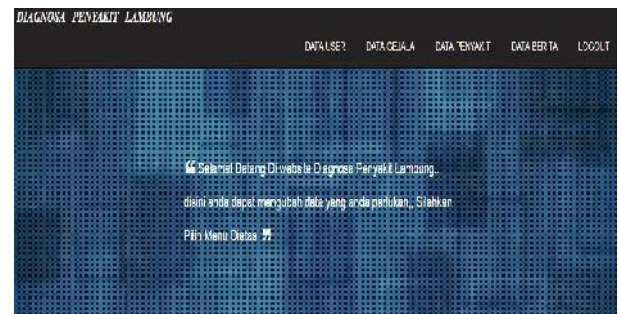 DIAGNOSA PENYAKIT LAMBUNG
DATA USER DATA GEJALA DATA PENYAKIT DATA BERITA LOGOUT
❝ Selamat Datang Di website Diagnosa Penyakit Lambung..
disini anda dapat mengubah data yang anda perlukan,, Silahkan
Pilih Menu Diatas ❞